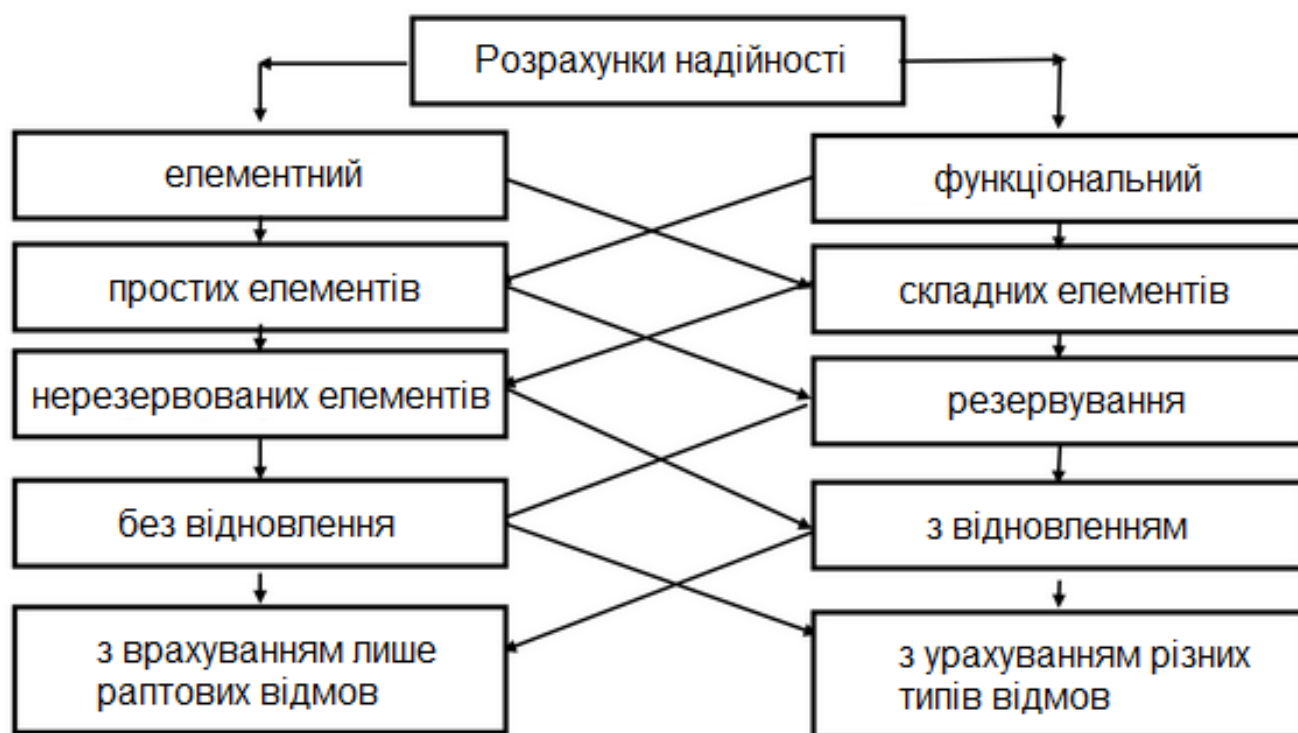 Розрахунки надійності
елементний
функціональний
простих елементів
складних елементів
нерезервованих елементів
резервування
без відновлення
з відновленням
з врахуванням лише
раптових відмов
з урахуванням різних
типів відмов